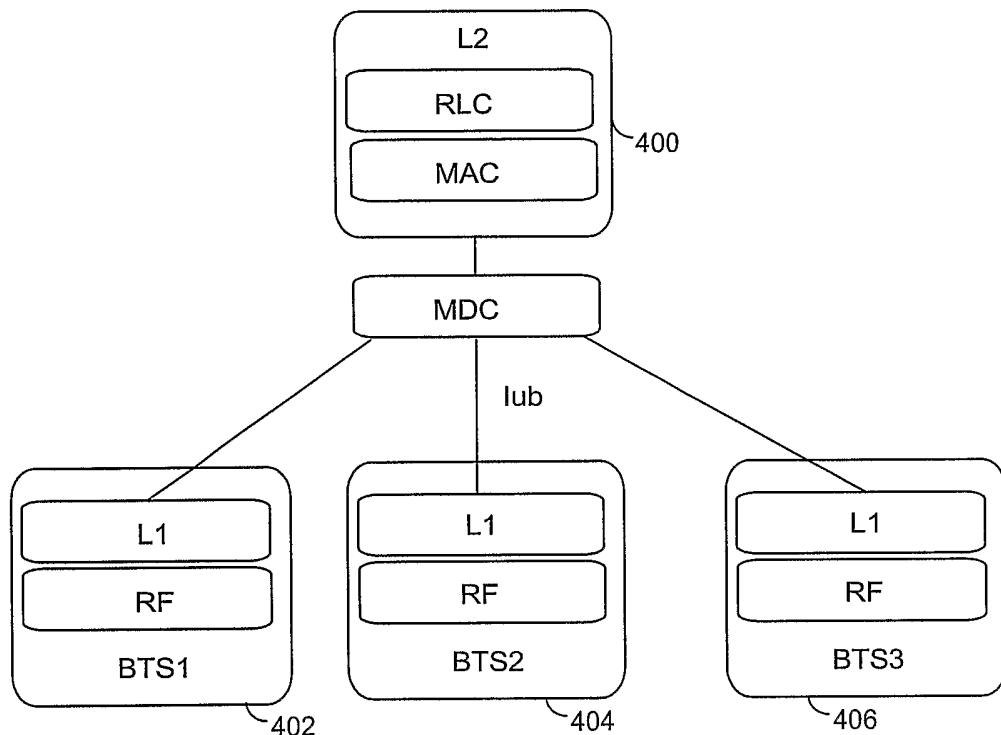 L2
RLC
MAC
400
MDC
Iub
L1
RF
BTS1
402
L1
RF
BTS2
404
L1
RF
BTS3
406